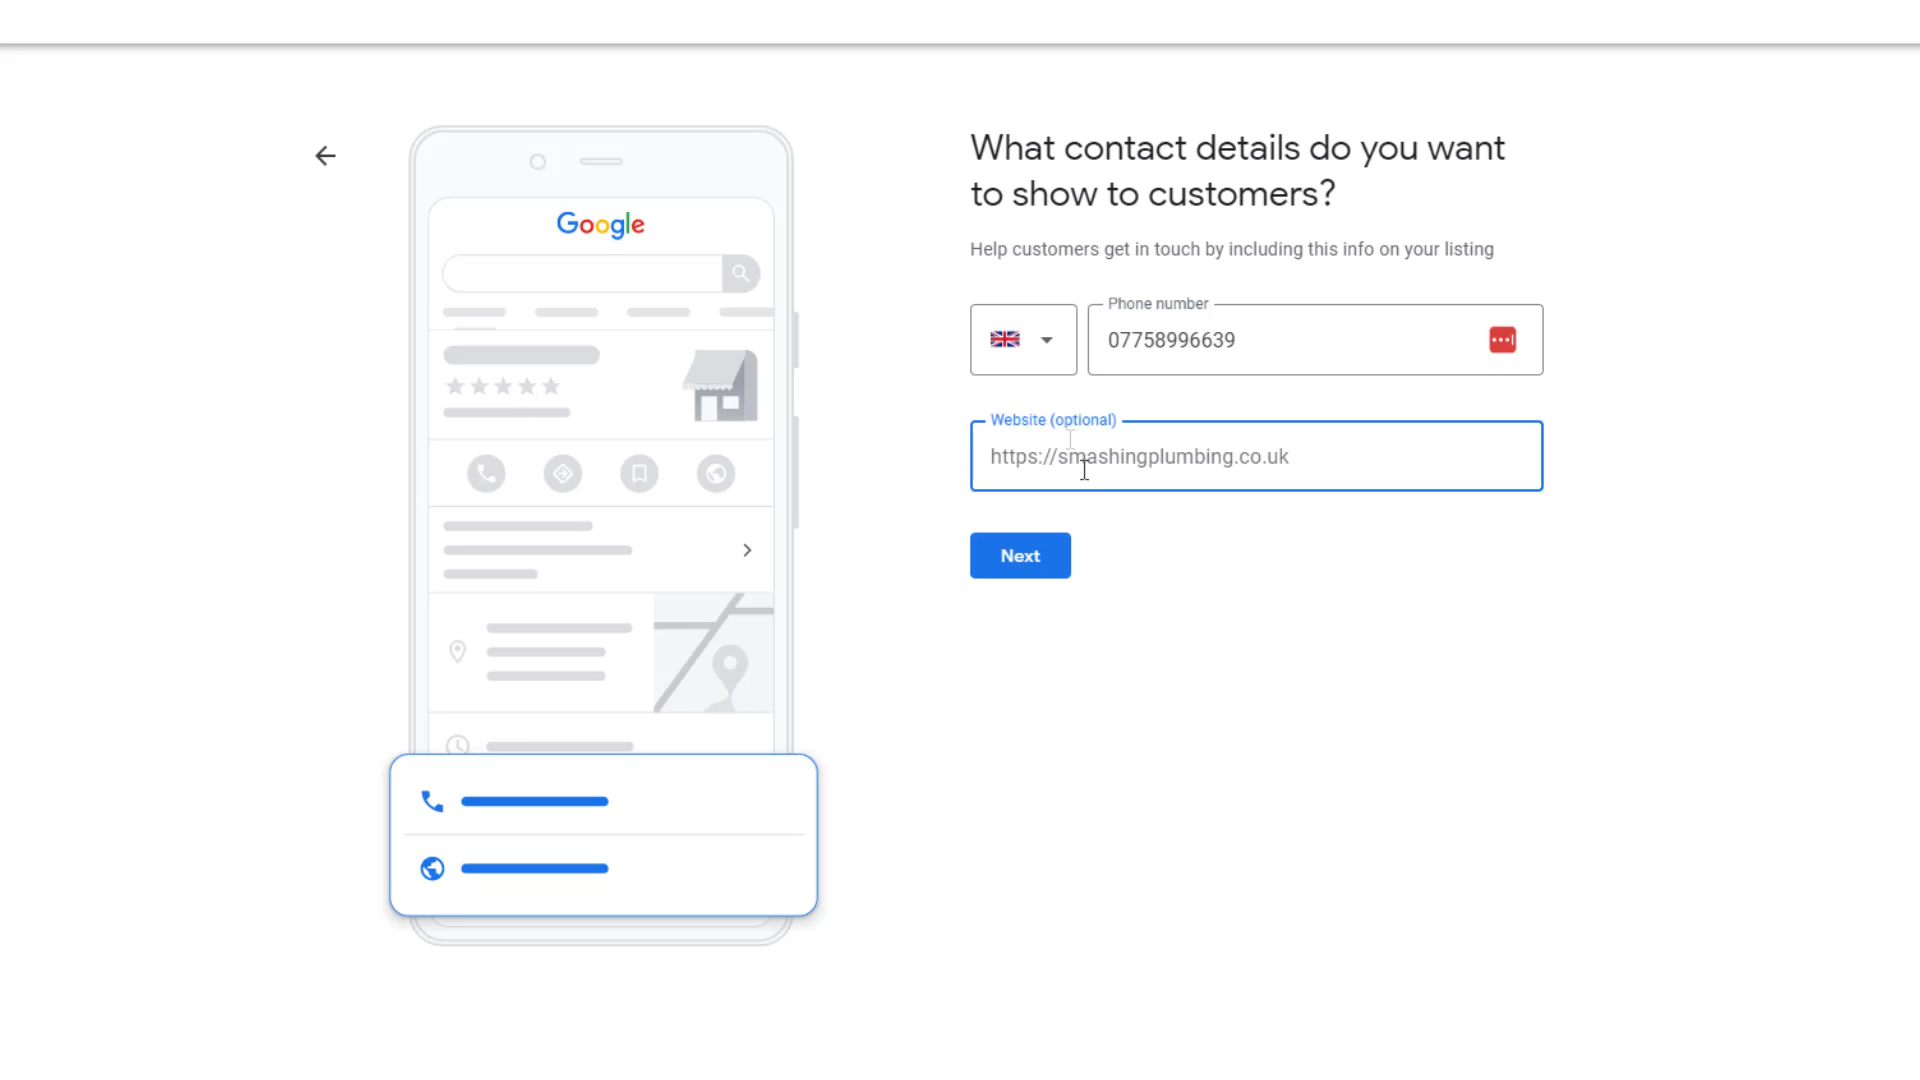 Google
What contact details do you want
to show to customers?
Help customers get in touch by including this info on your listing
Phone number
07758996639
Website (optional)
https://smashingplumbing.co.uk
Next